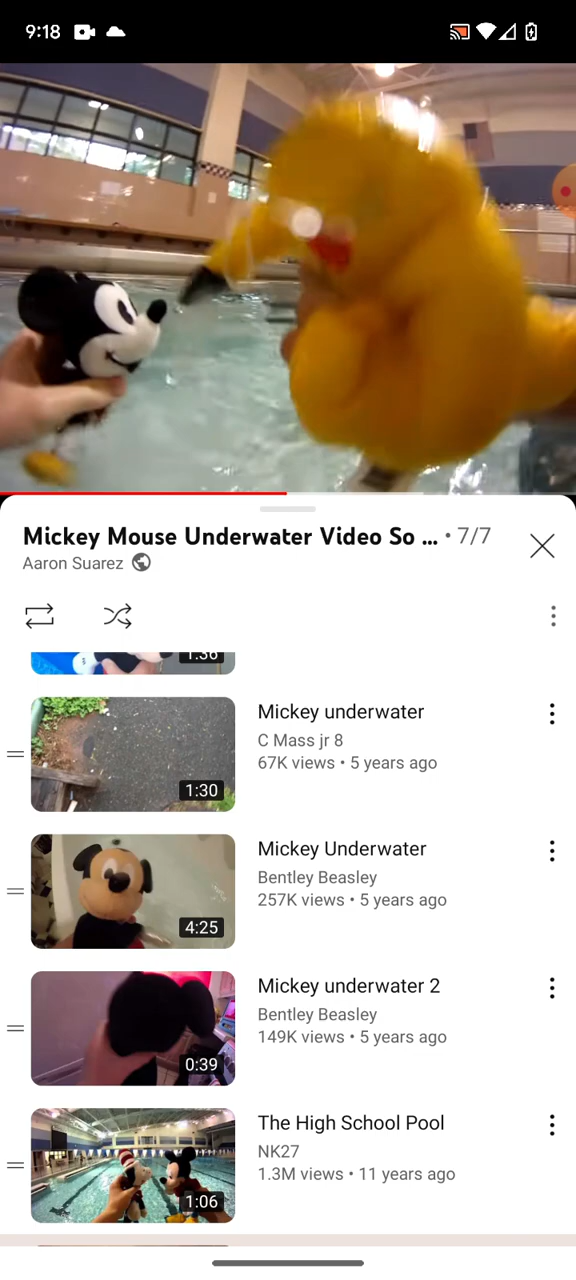 9:18
Mickey Mouse Underwater Video So ... • 7/7
Aaron Suarez
1:36
Mickey underwater
C Mass jr 8
67K views • 5 years ago
1:30
Mickey Underwater
Bentley Beasley
257K views • 5 years ago
4:25
Mickey underwater 2
Bentley Beasley
149K views • 5 years ago
0:39
The High School Pool
NK27
1.3M views • 11 years ago
1:06